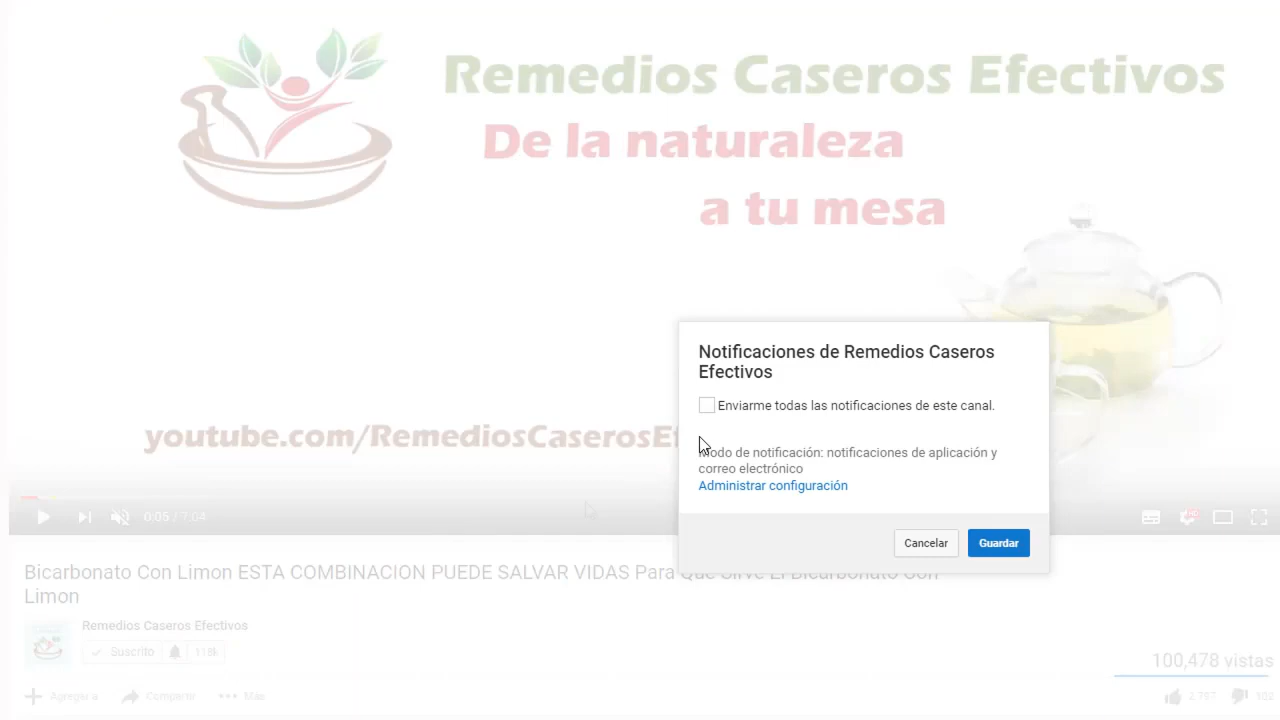 Remedios Caseros Efectivos
De la naturaleza
a tu mesa
Notificaciones de Remedios Caseros
Efectivos
Enviarme todas las notificaciones de este canal.
youtube.com/RemediosCaserosEf
Modo de notificación: notificaciones de aplicación y
correo electrónico
Administrar configuración
0:05 / 7:04
HD
Cancelar
Guardar
Bicarbonato Con Limon ESTA COMBINACION PUEDE SALVAR VIDAS Para Que Sirve El Bicarbonato Con
Limon
Remedios Caseros Efectivos
Suscrito
118k
100,478 vistas
Agregar a
Compartir
Más
2,797